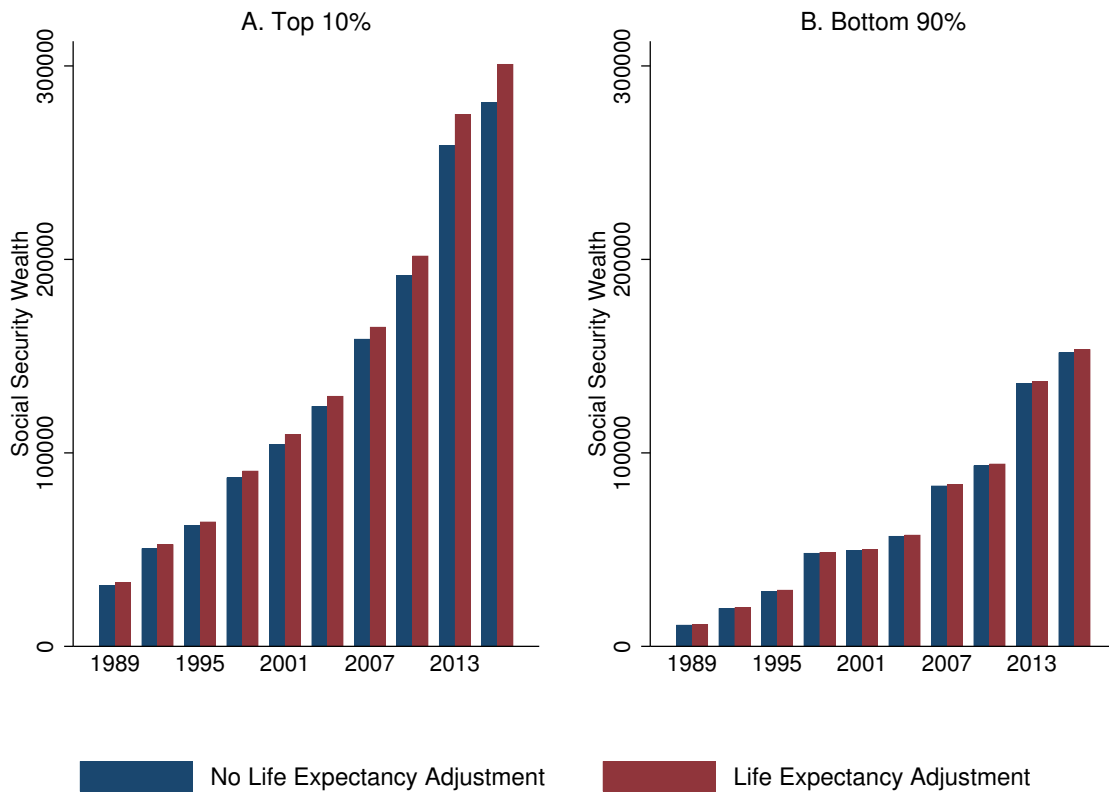 A. Top 10%
Social Security Wealth
300000
200000
100000
0
1989 1995 2001 2007 2013
B. Bottom 90%
Social Security Wealth
300000
200000
100000
0
1989 1995 2001 2007 2013
No Life Expectancy Adjustment
Life Expectancy Adjustment